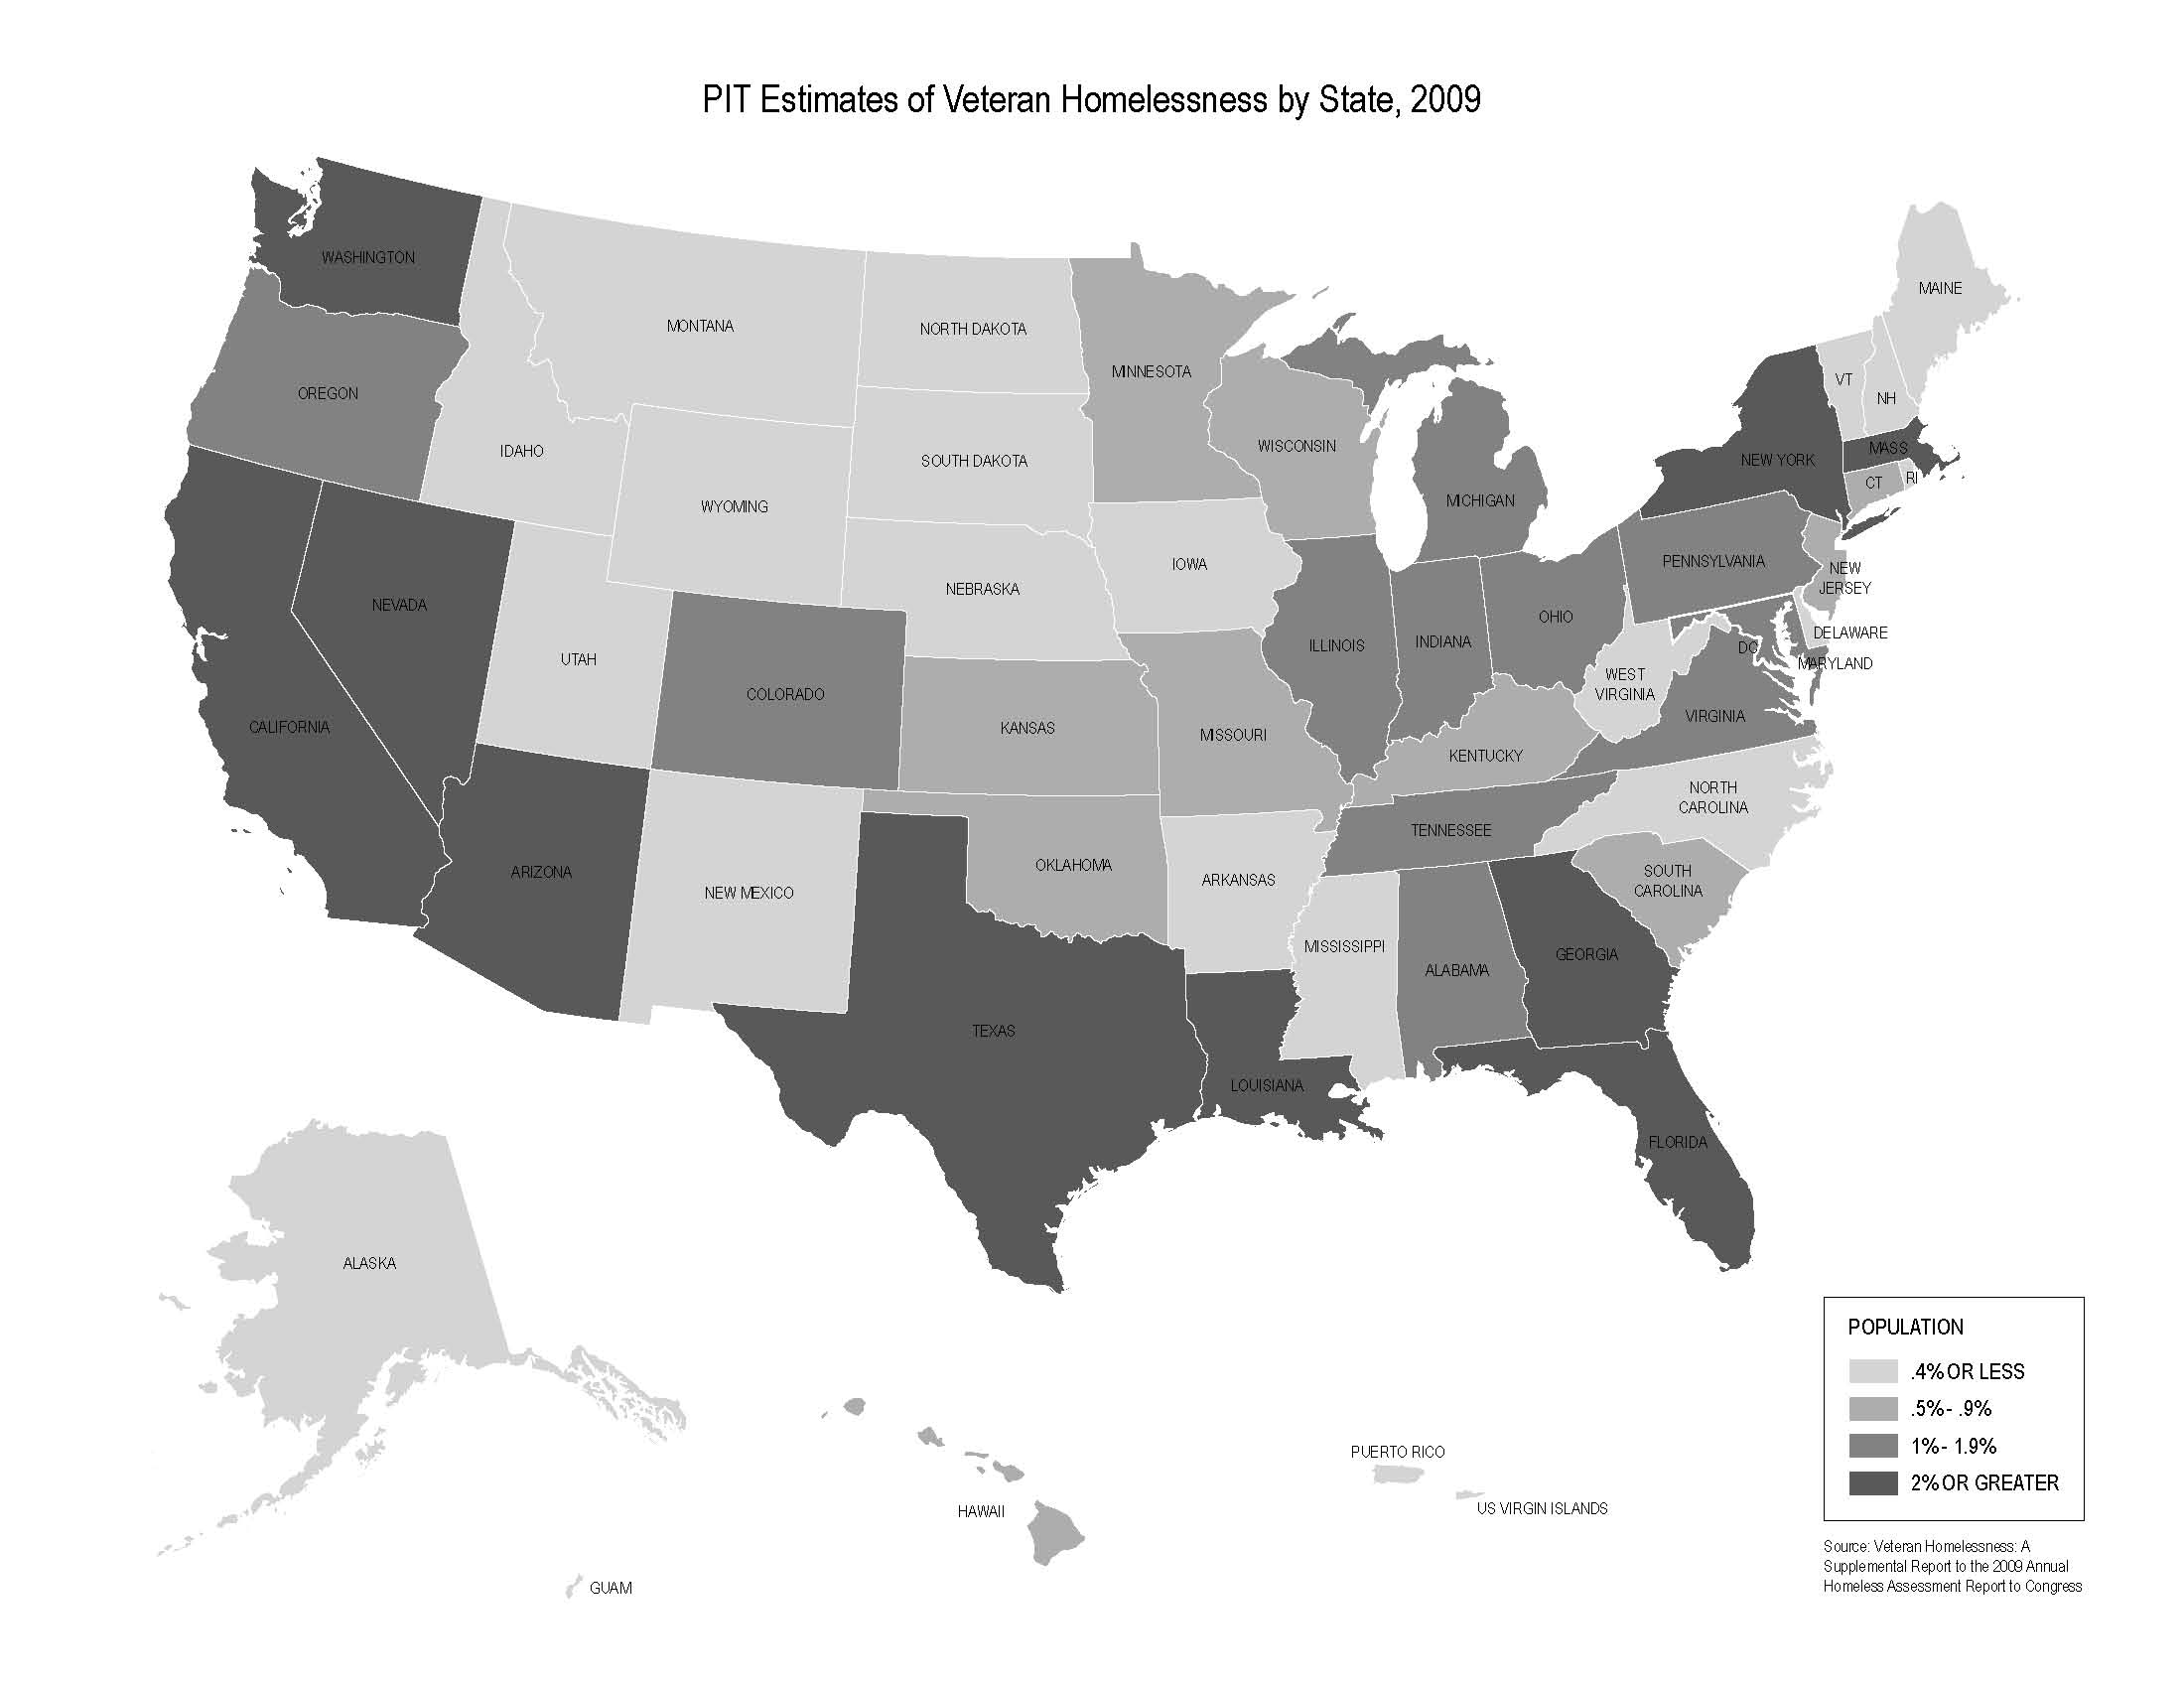 PIT Estimates of Veteran Homelessness by State, 2009
WASHINGTON
MONTANA
NORTH DAKOTA
MINNESOTA
MAINE
OREGON
IDAHO
WYOMING
SOUTH DAKOTA
WISCONSIN
MICHIGAN
VT
NH
NEW YORK
MASS
CT
RI
NEVADA
UTAH
COLORADO
NEBRASKA
IOWA
ILLINOIS
INDIANA
OHIO
PENNSYLVANIA
NEW
JERSEY
DELAWARE
DC
MARYLAND
WEST
VIRGINIA
VIRGINIA
CALIFORNIA
KANSAS
MISSOURI
KENTUCKY
NORTH
CAROLINA
TENNESSEE
ARIZONA
NEW MEXICO
OKLAHOMA
ARKANSAS
SOUTH
CAROLINA
MISSISSIPPI
ALABAMA
GEORGIA
TEXAS
LOUISIANA
FLORIDA
ALASKA
HAWAII
GUAM
PUERTO RICO
US VIRGIN ISLANDS
POPULATION
.4% OR LESS
.5% - .9%
1% - 1.9%
2% OR GREATER
Source: Veteran Homelessness: A
Supplemental Report to the 2009 Annual
Homeless Assessment Report to Congress